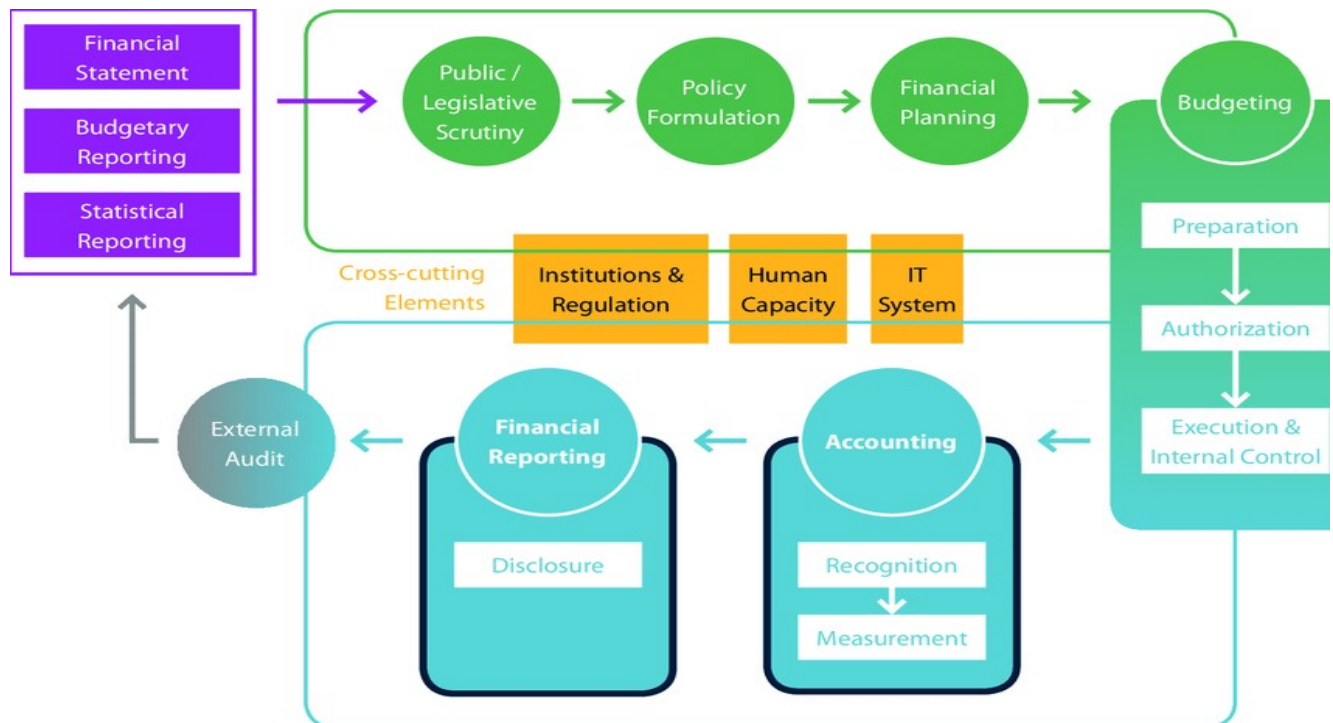 Financial
Statement
Budgetary
Reporting
Statistical
Reporting
Public /
Legislative
Scrutiny
Policy
Formulation
Financial
Planning
Budgeting
Preparation
Authorization
Execution &
Internal Control
Cross-cutting
Elements
Institutions &
Regulation
Human
Capacity
IT
System
External
Audit
Financial
Reporting
Disclosure
Accounting
Recognition
Measurement